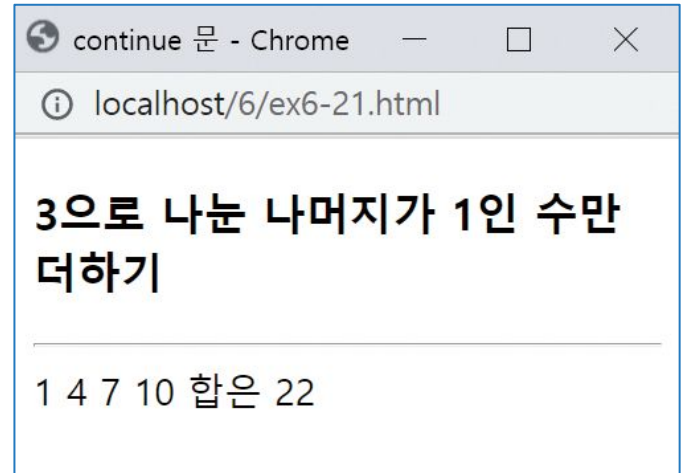 continue 문 - Chrome
localhost/6/ex6-21.html
3으로 나눈 나머지가 1인 수만
더하기
1 4 7 10 합은 22